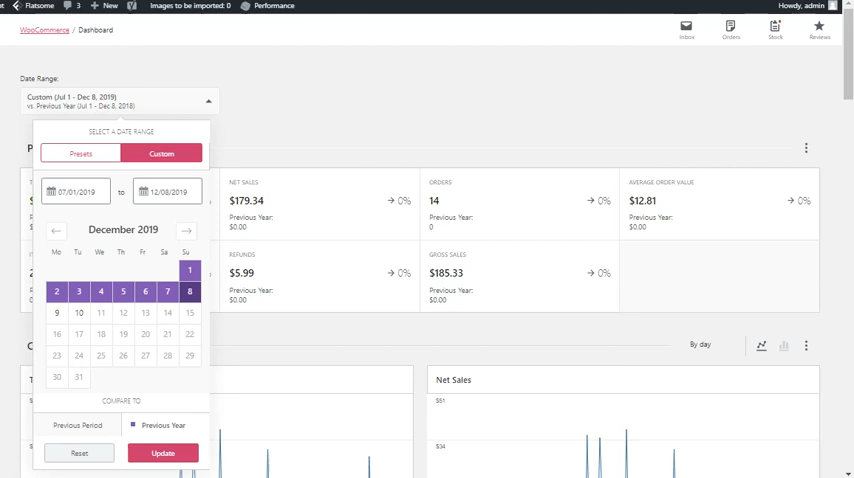 Flatsome 3 New Images to be imported: 0 Performance Howdy, admin
WooCommerce / Dashboard
Inbox Orders Stock Reviews
Date Range:
Custom (Jul 1 - Dec 8, 2019)
vs. Previous Year (Jul 1 - Dec 8, 2018)
SELECT A DATE RANGE
Presets Custom
07/01/2019 to 12/08/2019
December 2019
Mo Tu We Th Fr Sa Su
1
2 3 4 5 6 7 8
9 10 11 12 13 14 15
16 17 18 19 20 21 22
23 24 25 26 27 28 29
30 31
COMPARE TO
Previous Period Previous Year
Reset Update
NET SALES
$179.34 → 0%
Previous Year:
$0.00
ORDERS
14 → 0%
Previous Year:
0
AVERAGE ORDER VALUE
$12.81 → 0%
Previous Year:
$0.00
REFUNDS
$5.99 → 0%
Previous Year:
$0.00
GROSS SALES
$185.33 → 0%
Previous Year:
$0.00
By day
Net Sales
$51
$34